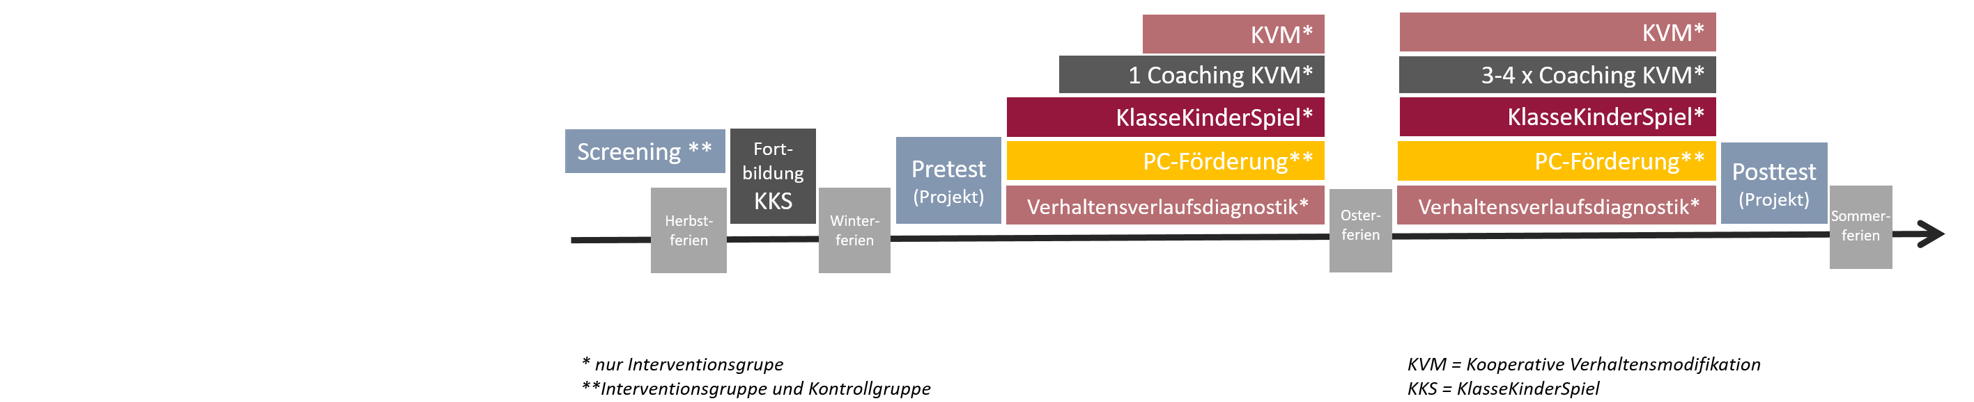 KVM*
KVM*
1 Coaching KVM*
3-4 x Coaching KVM*
KlasseKinderSpiel*
KlasseKinderSpiel*
Screening **
Fort-
bildung
KKS
Pretest
(Projekt)
PC-Förderung**
PC-Förderung**
Posttest
(Projekt)
Verhaltensverlaufsdiagnostik*
Verhaltensverlaufsdiagnostik*
Herbst-
ferien
Winter-
ferien
Oster-
ferien
Sommer-
ferien
* nur Interventionsgrupe
**Interventionsgruppe und Kontrollgruppe
KVM = Kooperative Verhaltensmodifikation
KKS = KlasseKinderSpiel